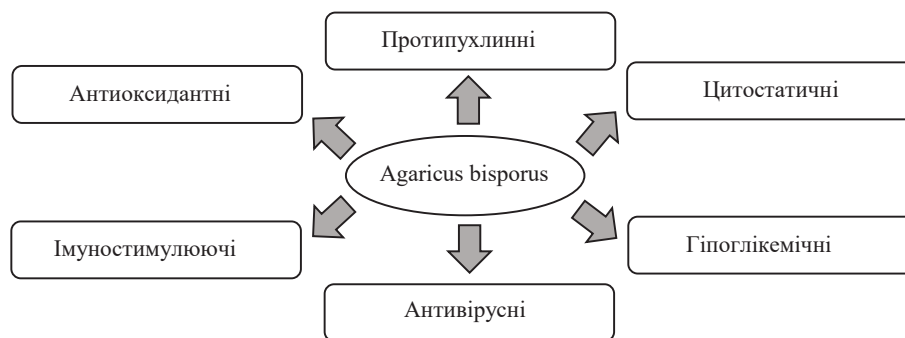 Протипухлинні
Антиоксидантні
Цитостатичні
Agaricus bisporus
Імуностимулюючі
Гіпоглікемічні
Антивірусні